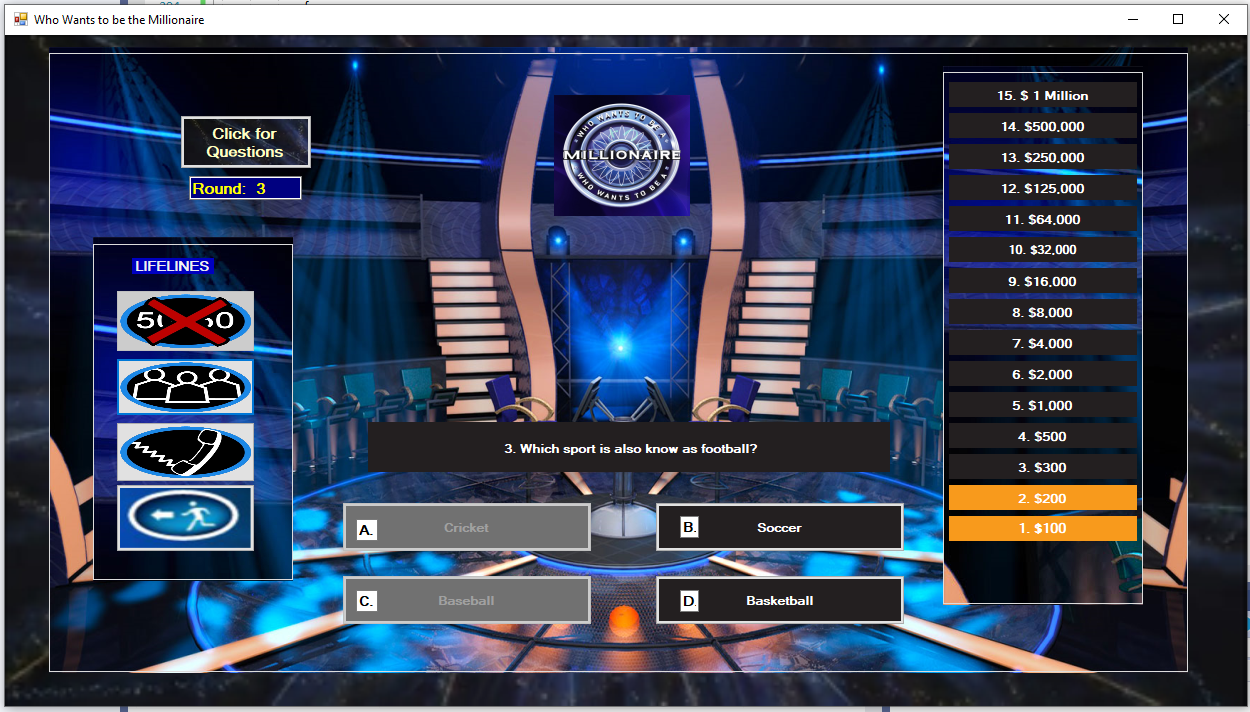 Who Wants to be the Millionaire
Click for
Questions
Round: 3
WHO WANTS TO BE A
MILLIONAIRE
WHO WANTS TO BE A
LIFELINES
50
3. Which sport is also know as football?
A. Cricket
B. Soccer
C. Baseball
D. Basketball
15. $ 1 Million
14. $500,000
13. $250,000
12. $125,000
11. $64,000
10. $32,000
9. $16,000
8. $8,000
7. $4,000
6. $2,000
5. $1,000
4. $500
3. $300
2. $200
1. $100